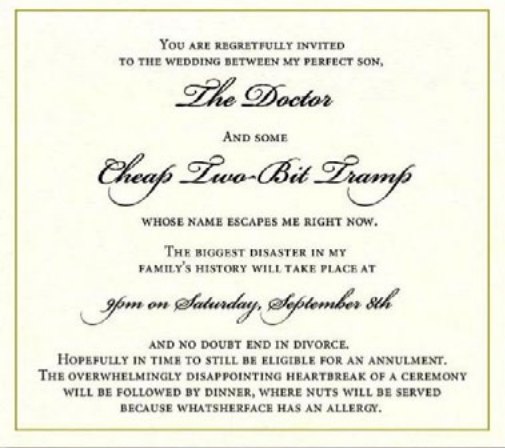 You are regretfully invited
to the wedding between my perfect son,
The Doctor
And some
Cheap Two-Bit Tramp
whose name escapes me right now.
The biggest disaster in my
family's history will take place at
9pm on Saturday, September 8th
and no doubt end in divorce.
Hopefully in time to still be eligible for an annulment.
The overwhelmingly disappointing heartbreak of a ceremony
will be followed by dinner, where nuts will be served
because whatsherface has an allergy.